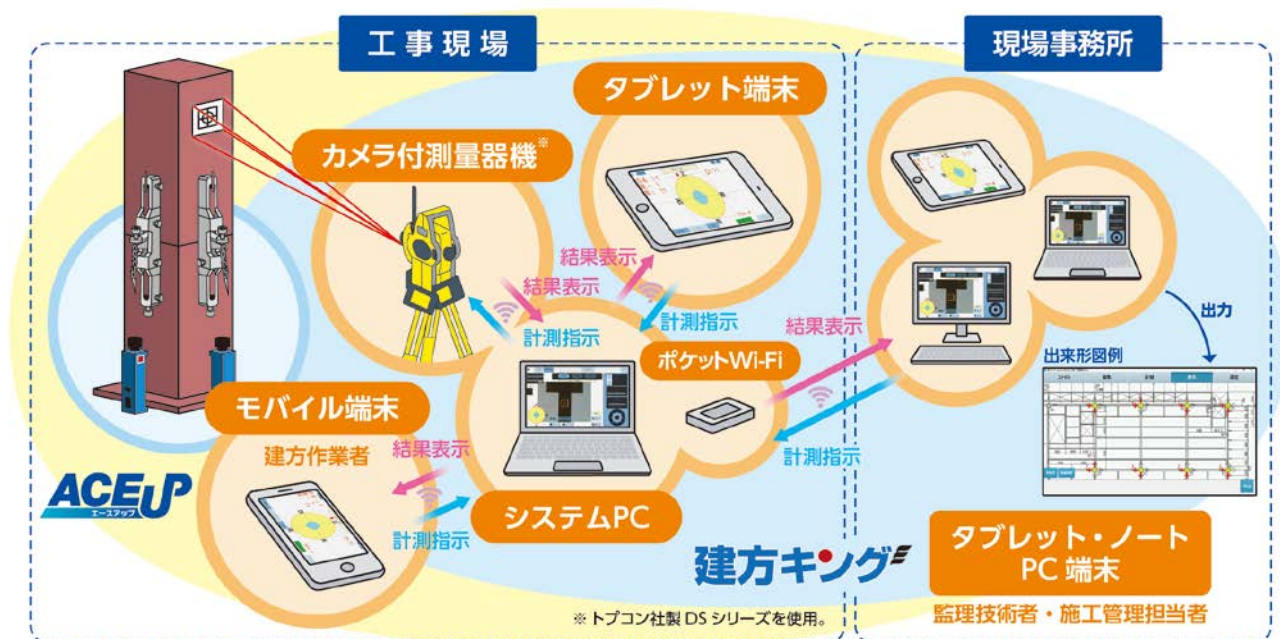 工事現場
現場事務所
タブレット端末
カメラ付測量器機※
結果表示
結果表示
計測指示
計測指示
ポケットWi-Fi
結果表示
計測指示
出力
出来形図例
モバイル端末
建方作業者
結果表示
計測指示
システムPC
ACEUP
エースアップ
建方キング
タブレット・ノート
PC 端末
監理技術者・施工管理担当者
※ トプコン社製 DS シリーズを使用。